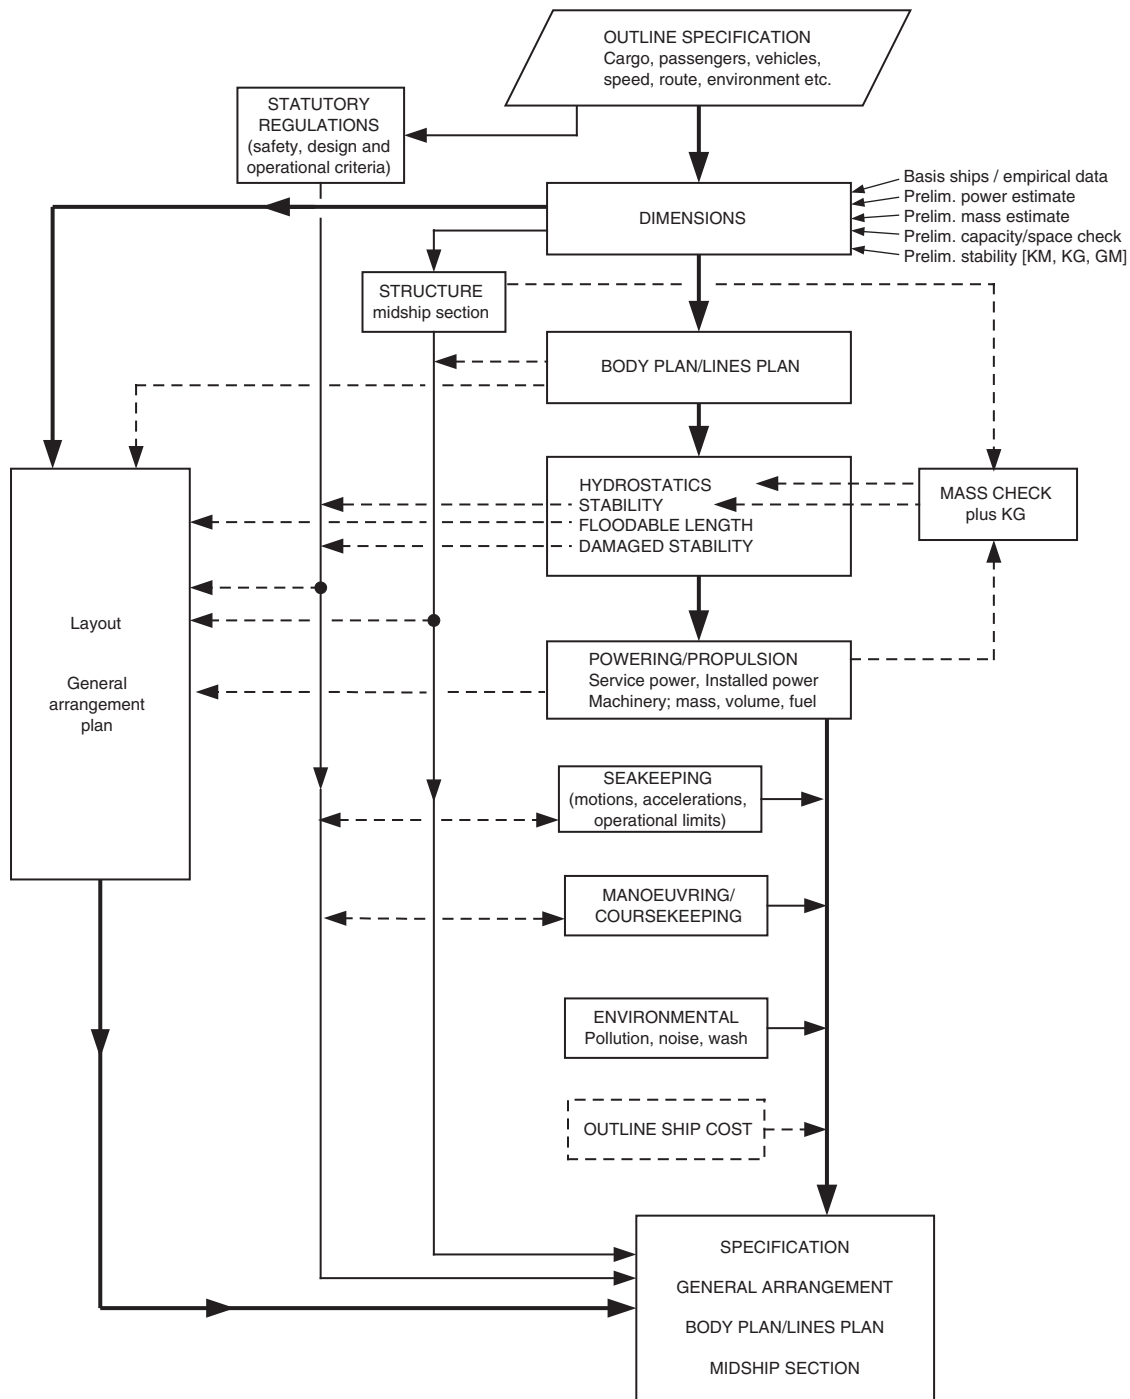 OUTLINE SPECIFICATION
Cargo, passengers, vehicles,
speed, route, environment etc.
STATUTORY
REGULATIONS
(safety, design and
operational criteria)
DIMENSIONS
Basis ships / empirical data
Prelim. power estimate
Prelim. mass estimate
Prelim. capacity/space check
Prelim. stability [KM, KG, GM]
STRUCTURE
midship section
BODY PLAN/LINES PLAN
HYDROSTATICS
STABILITY
FLOODABLE LENGTH
DAMAGED STABILITY
MASS CHECK
plus KG
Layout
General
arrangement
plan
POWERING/PROPULSION
Service power, Installed power
Machinery; mass, volume, fuel
SEAKEEPING
(motions, accelerations,
operational limits)
MANOEUVRING/
COURSEKEEPING
ENVIRONMENTAL
Pollution, noise, wash
OUTLINE SHIP COST
SPECIFICATION
GENERAL ARRANGEMENT
BODY PLAN/LINES PLAN
MIDSHIP SECTION